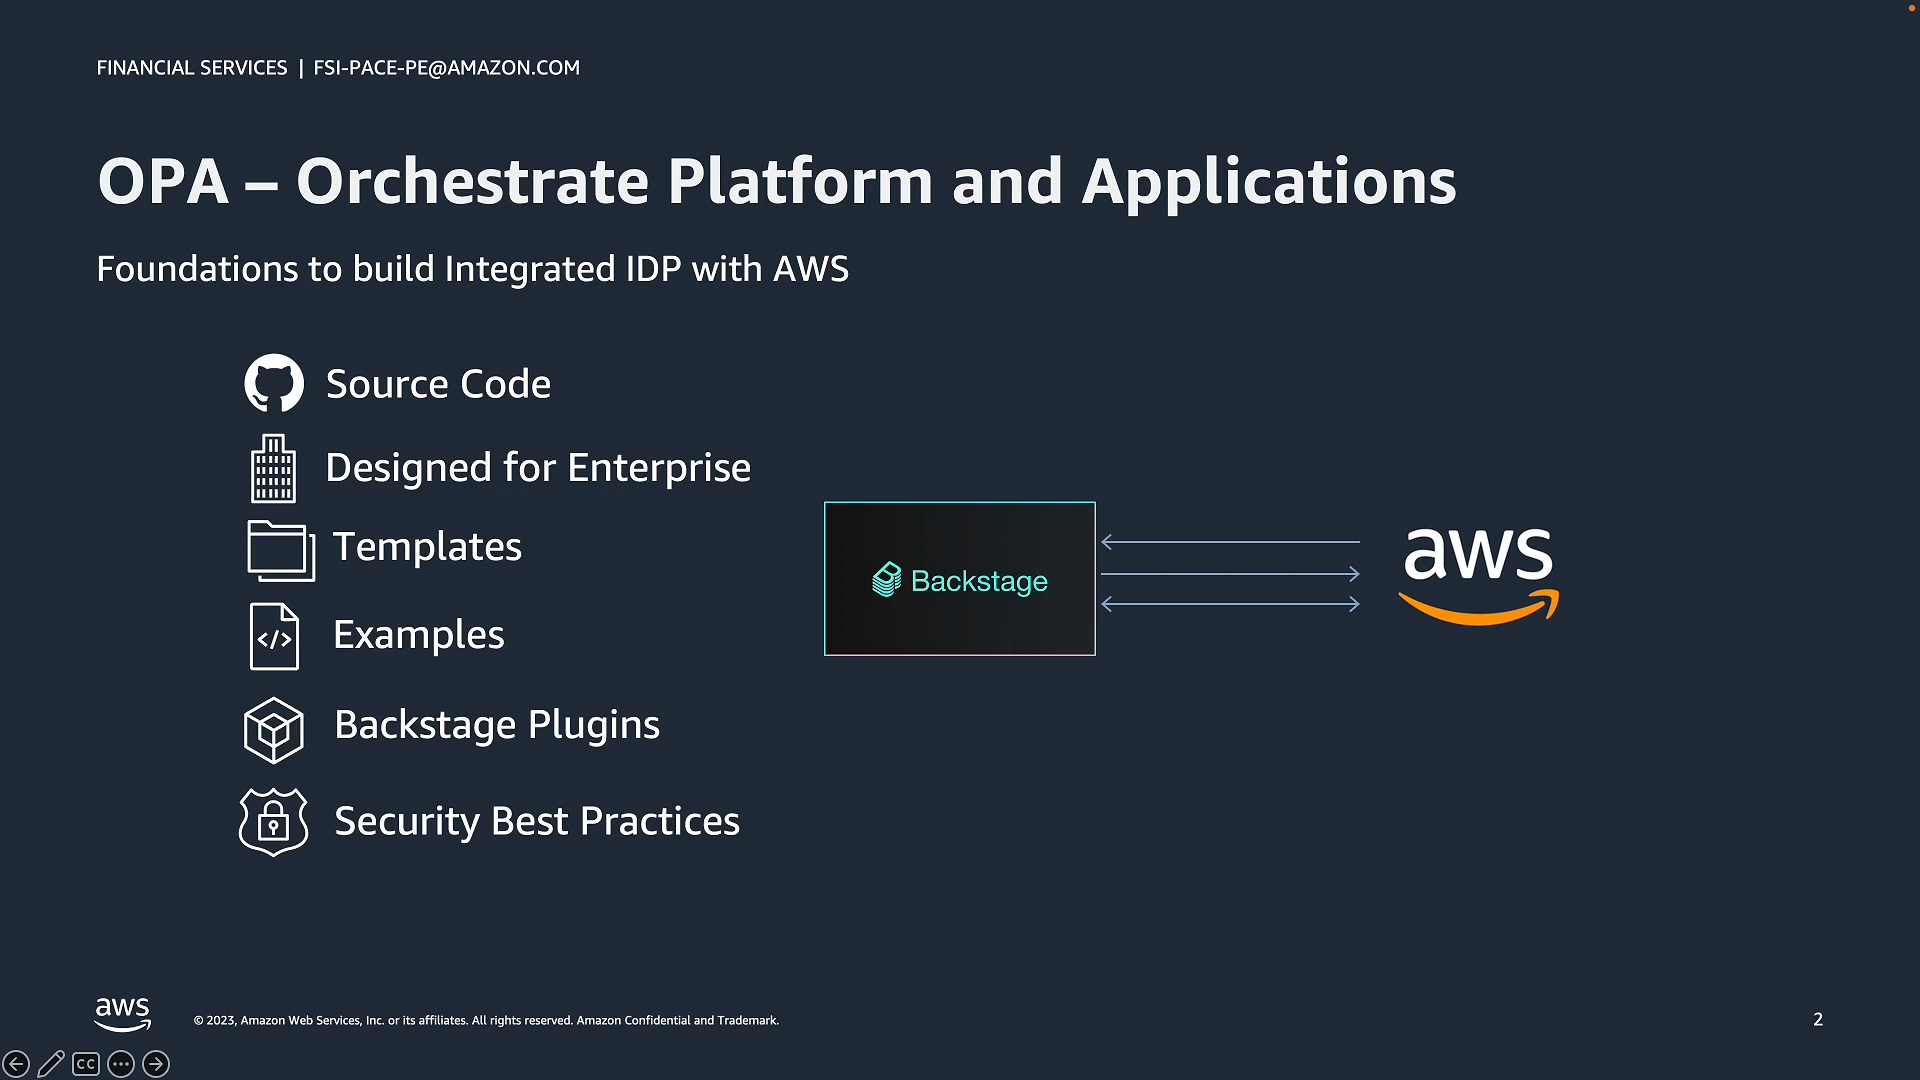 FINANCIAL SERVICES | FSI-PACE-PE@AMAZON.COM
OPA – Orchestrate Platform and Applications
Foundations to build Integrated IDP with AWS
Source Code
Designed for Enterprise
Templates
</>
Examples
Backstage Plugins
Security Best Practices
Backstage
aws
aws
© 2023, Amazon Web Services, Inc. or its affiliates. All rights reserved. Amazon Confidential and Trademark.
2
CC